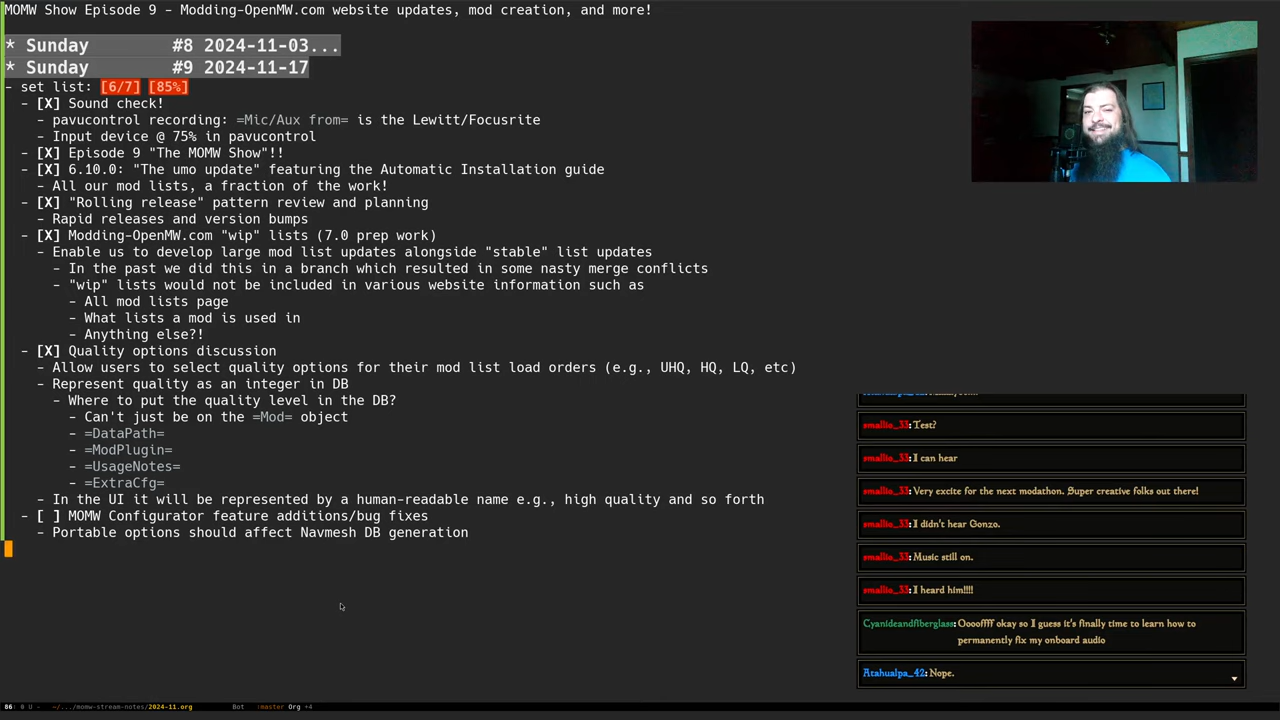 MOMW Show Episode 9 - Modding-OpenMW.com website updates, mod creation, and more!
* Sunday #8 2024-11-03...
* Sunday #9 2024-11-17
- set list: [6/7] [85%]
- [X] Sound check!
- pavucontrol recording: =Mic/Aux from= is the Lewitt/Focusrite
- Input device @ 75% in pavucontrol
- [X] Episode 9 "The MOMW Show"!!
- [X] 6.10.0: "The umo update" featuring the Automatic Installation guide
- All our mod lists, a fraction of the work!
- [X] "Rolling release" pattern review and planning
- Rapid releases and version bumps
- [X] Modding-OpenMW.com "wip" lists (7.0 prep work)
- Enable us to develop large mod list updates alongside "stable" list updates
- In the past we did this in a branch which resulted in some nasty merge conflicts
- "wip" lists would not be included in various website information such as
- All mod lists page
- What lists a mod is used in
- Anything else?!
- [X] Quality options discussion
- Allow users to select quality options for their mod list load orders (e.g., UHQ, HQ, LQ, etc)
- Represent quality as an integer in DB
- Where to put the quality level in the DB?
- Can't just be on the =Mod= object
- =DataPath=
- =ModPlugin=
- =UsageNotes=
- =ExtraCfg=
- In the UI it will be represented by a human-readable name e.g., high quality and so forth
- [ ] MOMW Configurator feature additions/bug fixes
- Portable options should affect Navmesh DB generation
smallio_33: Test?
smallio_33: I can hear
smallio_33: Very excite for the next modathon. Super creative folks out there!
smallio_33: I didn't hear Gonzo.
smallio_33: Music still on.
smallio_33: I heard him!!!!
Cyanideandfiberglass: Ooooffff okay so I guess it's finally time to learn how to
permanently fix my onboard audio
Atahualpa_42: Nope.
86: 0 U - ~/.../momw-stream-notes/2024-11.org Bot :master Org +4